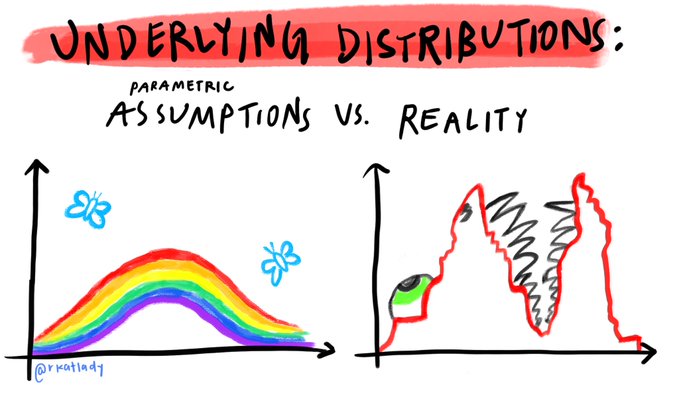 UNDERLYING DISTRIBUTIONS:
PARAMETRIC
ASSUMPTIONS VS. REALITY
@rkatlady